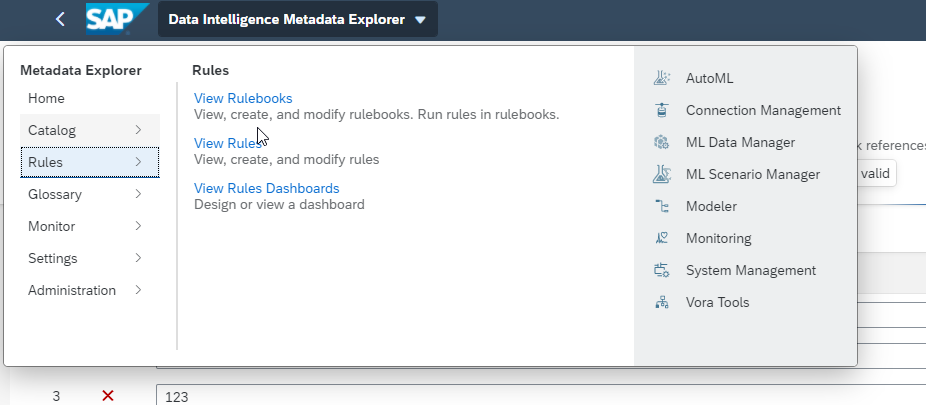 SAP Data Intelligence Metadata Explorer
Metadata Explorer
Home
Catalog
Rules
Glossary
Monitor
Settings
Administration
Rules
View Rulebooks
View, create, and modify rulebooks. Run rules in rulebooks.
View Rules
View, create, and modify rules
View Rules Dashboards
Design or view a dashboard
AutoML
Connection Management
ML Data Manager
ML Scenario Manager
Modeler
Monitoring
System Management
Vora Tools
references
valid
3 123